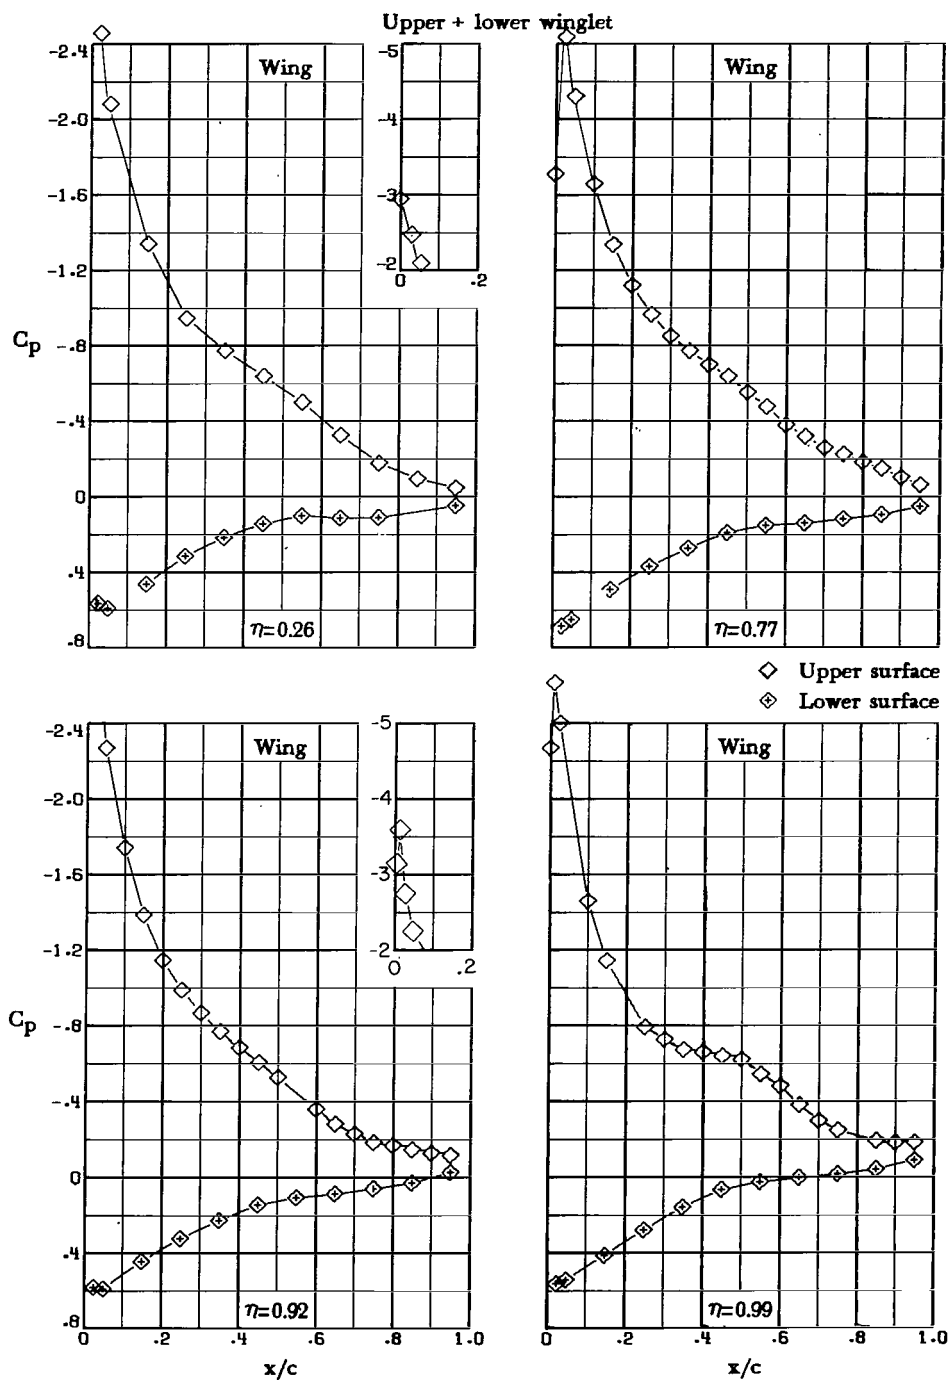 Upper + lower winglet
-2.4
-2.0
-1.6
-1.2
-.8
-.4
0
.4
.8
Cp
Wing
-5
-4
-3
-2
0 .2
η=0.26
Wing
η=0.77
Upper surface
Lower surface
-2.4
-2.0
-1.6
-1.2
-.8
-.4
0
.4
.8
Cp
Wing
-5
-4
-3
-2
0 .2
η=0.92
0 .2 .4 .6 .8 1.0
x/c
Wing
η=0.99
0 .2 .4 .6 .8 1.0
x/c